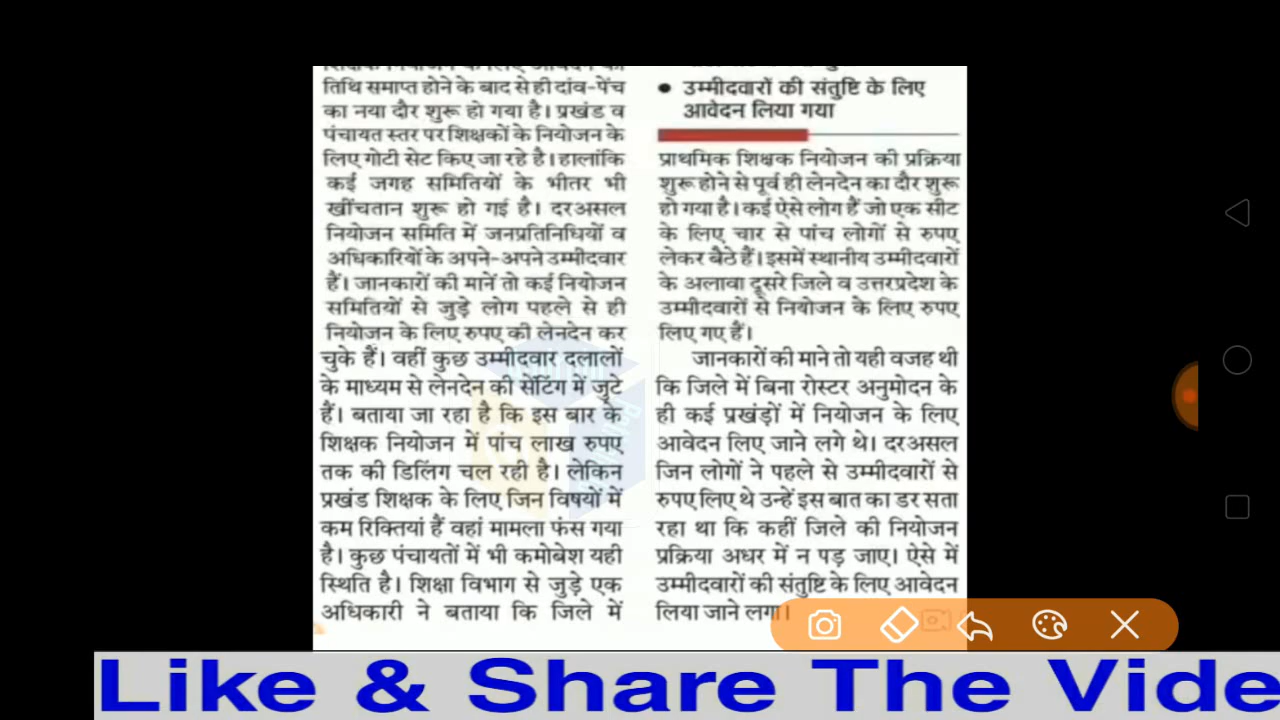 तिथि समाप्त होने के बाद से ही दांव-पेंच
का नया दौर शुरू हो गया है। प्रखंड व
पंचायत स्तर पर शिक्षकों के नियोजन के
लिए गोटी सेट किए जा रहे है। हालांकि
कई जगह समितियों के भीतर भी
खींचतान शुरू हो गई है। दरअसल
नियोजन समिति में जनप्रतिनिधियों व
अधिकारियों के अपने-अपने उम्मीदवार
हैं। जानकारों की मानें तो कई नियोजन
समितियों से जुड़े लोग पहले से ही
नियोजन के लिए रुपए की लेनदेन कर
चुके हैं। वहीं कुछ उम्मीदवार दलालों
के माध्यम से लेनदेन की सेटिंग में जुटे
हैं। बताया जा रहा है कि इस बार के
शिक्षक नियोजन में पांच लाख रुपए
तक की डिलिंग चल रही है। लेकिन
प्रखंड शिक्षक के लिए जिन विषयों में
कम रिक्तियां हैं वहां मामला फंस गया
है। कुछ पंचायतों में भी कमोबेश यही
स्थिति है। शिक्षा विभाग से जुड़े एक
अधिकारी ने बताया कि जिले में
● उम्मीदवारों की संतुष्टि के लिए
आवेदन लिया गया
प्राथमिक शिक्षक नियोजन की प्रक्रिया
शुरू होने से पूर्व ही लेनदेन का दौर शुरू
हो गया है। कई ऐसे लोग हैं जो एक सीट
के लिए चार से पांच लोगों से रुपए
लेकर बैठे हैं। इसमें स्थानीय उम्मीदवारों
के अलावा दूसरे जिले व उत्तरप्रदेश के
उम्मीदवारों से नियोजन के लिए रुपए
लिए गए हैं।
जानकारों की माने तो यही वजह थी
कि जिले में बिना रोस्टर अनुमोदन के
ही कई प्रखंड़ों में नियोजन के लिए
आवेदन लिए जाने लगे थे। दरअसल
जिन लोगों ने पहले से उम्मीदवारों से
रुपए लिए थे उन्हें इस बात का डर सता
रहा था कि कहीं जिले की नियोजन
प्रक्रिया अधर में न पड़ जाए। ऐसे में
उम्मीदवारों की संतुष्टि के लिए आवेदन
लिया जाने लगा।
Like & Share The Vide